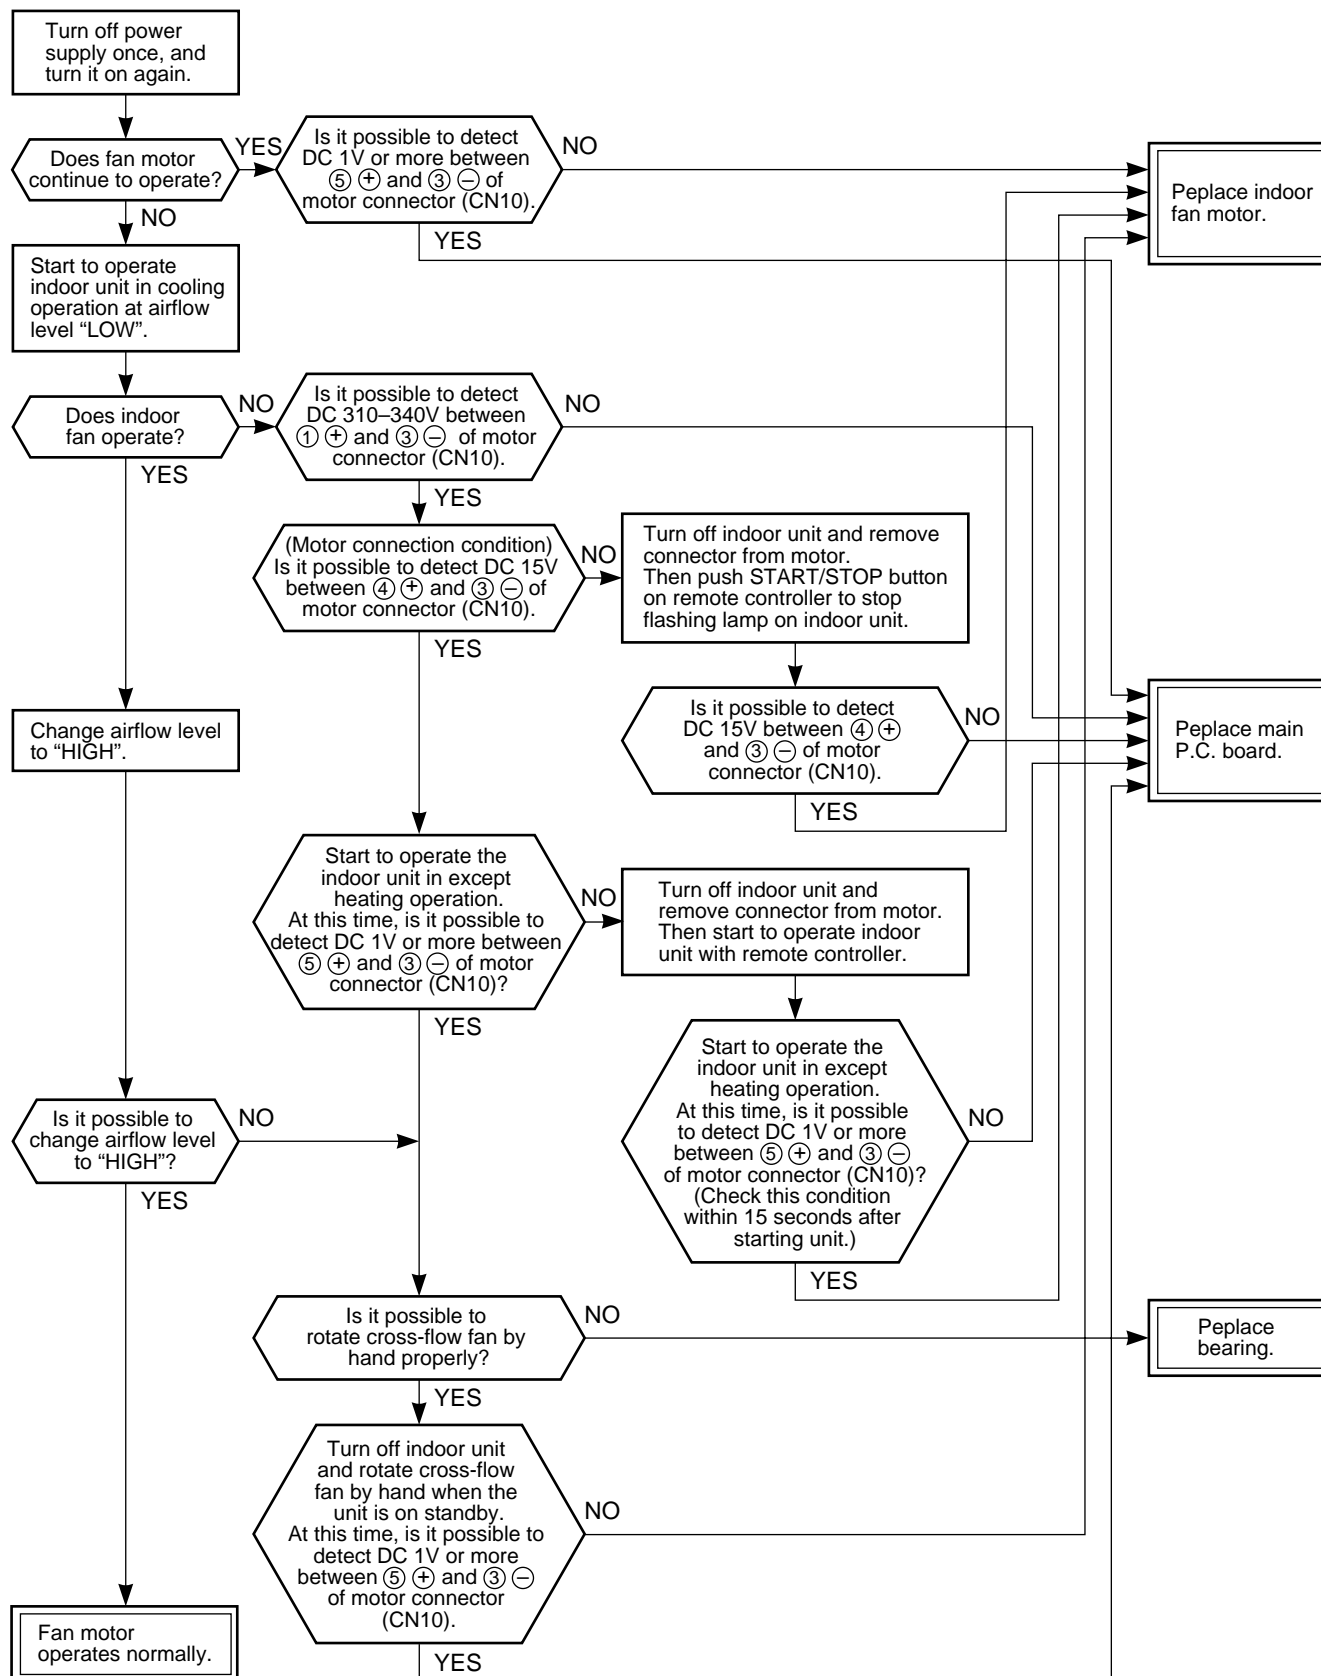 Turn off power
supply once, and
turn it on again.
Does fan motor
continue to operate?
YES
NO
Is it possible to detect
DC 1V or more between
⑤ ⊕ and ③ ⊖ of
motor connector (CN10).
NO
YES
Peplace indoor
fan motor.
Start to operate
indoor unit in cooling
operation at airflow
level “LOW”.
Does indoor
fan operate?
NO
YES
Is it possible to detect
DC 310–340V between
① ⊕ and ③ ⊖ of motor
connector (CN10).
NO
YES
(Motor connection condition)
Is it possible to detect DC 15V
between ④ ⊕ and ③ ⊖ of
motor connector (CN10).
NO
YES
Turn off indoor unit and remove
connector from motor.
Then push START/STOP button
on remote controller to stop
flashing lamp on indoor unit.
Is it possible to detect
DC 15V between ④ ⊕
and ③ ⊖ of motor
connector (CN10).
NO
YES
Peplace main
P.C. board.
Change airflow level
to “HIGH”.
Start to operate the
indoor unit in except
heating operation.
At this time, is it possible to
detect DC 1V or more between
⑤ ⊕ and ③ ⊖ of motor
connector (CN10)?
NO
YES
Turn off indoor unit and
remove connector from motor.
Then start to operate indoor
unit with remote controller.
Start to operate the
indoor unit in except
heating operation.
At this time, is it possible
to detect DC 1V or more
between ⑤ ⊕ and ③ ⊖
of motor connector (CN10)?
(Check this condition
within 15 seconds after
starting unit.)
NO
YES
Is it possible to
change airflow level
to “HIGH”?
NO
YES
Is it possible to
rotate cross-flow fan by
hand properly?
NO
YES
Peplace
bearing.
Turn off indoor unit
and rotate cross-flow
fan by hand when the
unit is on standby.
At this time, is it possible to
detect DC 1V or more
between ⑤ ⊕ and ③ ⊖
of motor connector
(CN10).
NO
YES
Fan motor
operates normally.